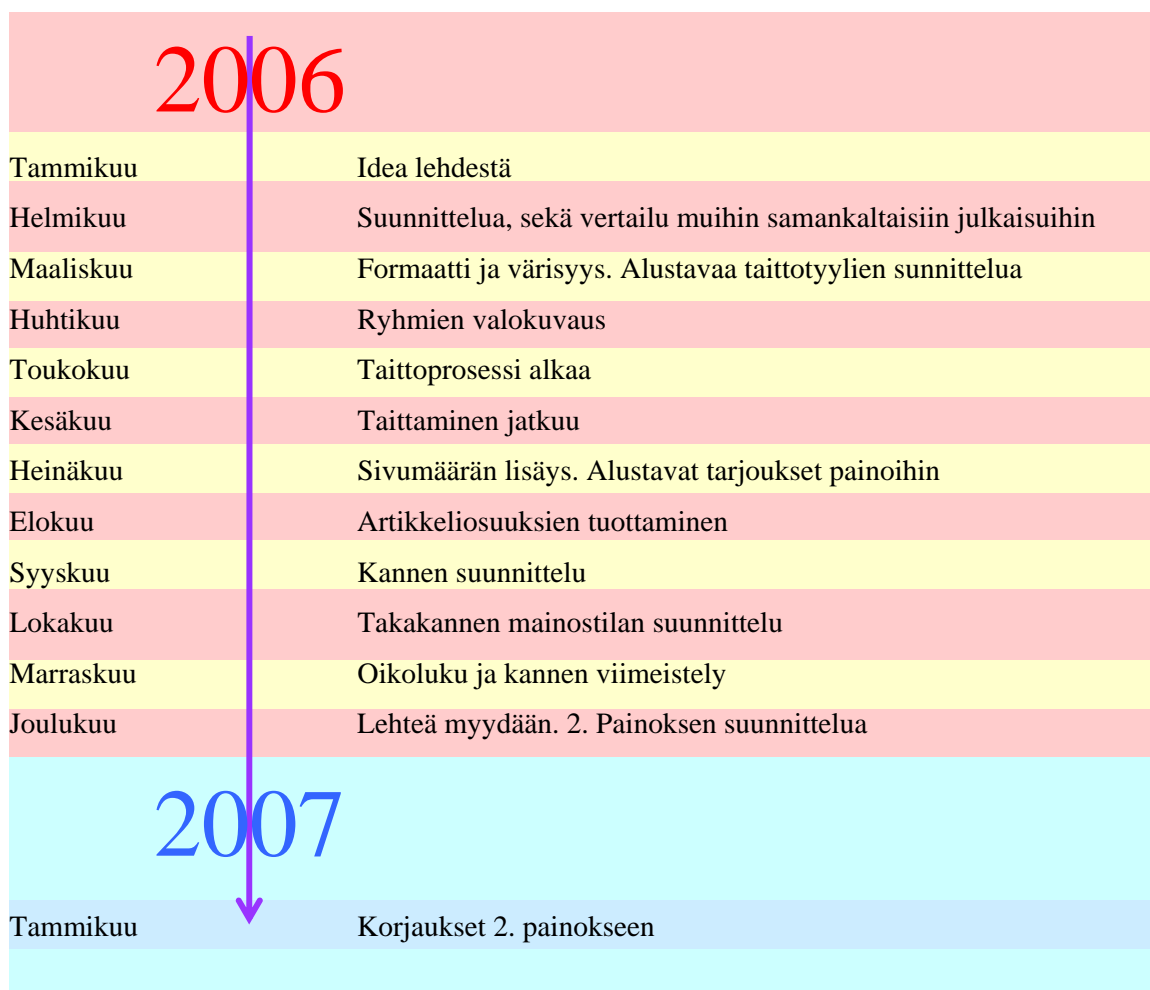 2006
Tammikuu Idea lehdestä
Helmikuu Suunnittelua, sekä vertailu muihin samankaltaisiin julkaisuihin
Maaliskuu Formaatti ja värisyys. Alustavaa taittotyylien sunnittelua
Huhtikuu Ryhmien valokuvaus
Toukokuu Taittoprosessi alkaa
Kesäkuu Taittaminen jatkuu
Heinäkuu Sivumäärän lisäys. Alustavat tarjoukset painoihin
Elokuu Artikkeliosuuksien tuottaminen
Syyskuu Kannen suunnittelu
Lokakuu Takakannen mainostilan suunnittelu
Marraskuu Oikoluku ja kannen viimeistely
Joulukuu Lehteä myydään. 2. Painoksen suunnittelua
2007
Tammikuu Korjaukset 2. painokseen